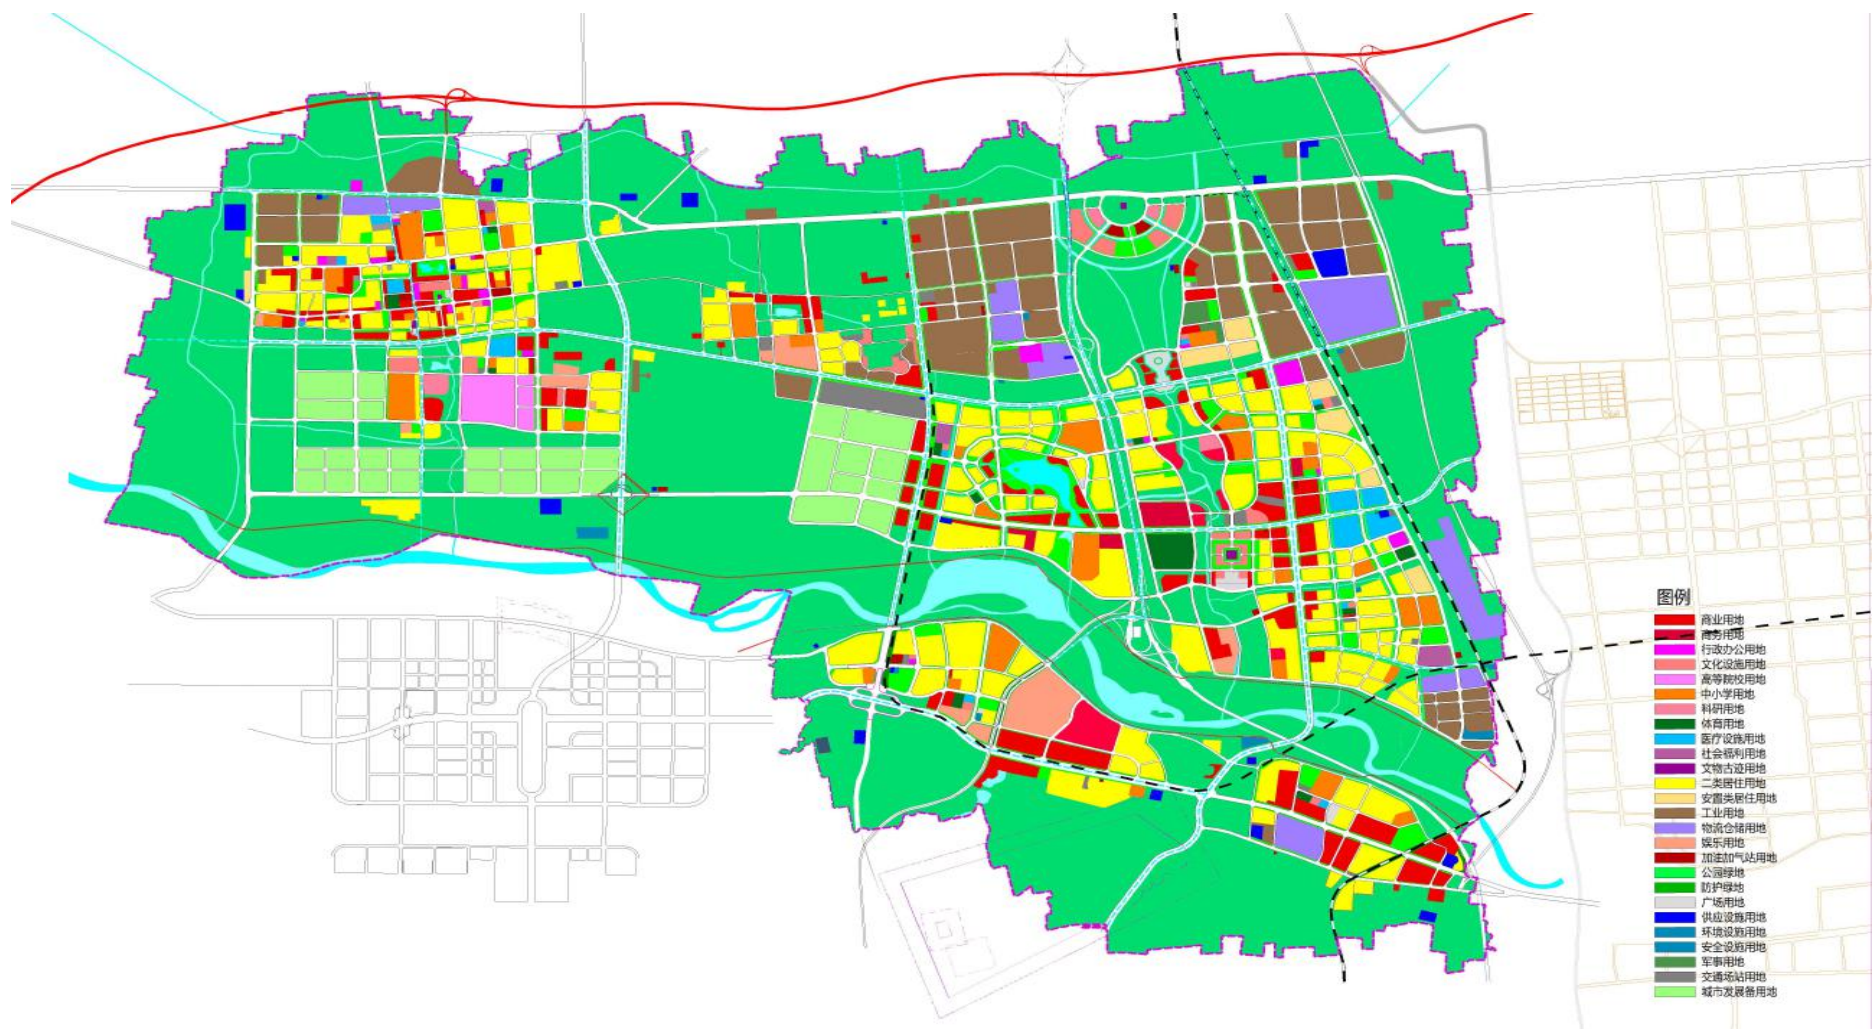 图例
商业用地
商务用地
行政办公用地
文化设施用地
高等院校用地
中小学用地
科研用地
体育用地
医疗设施用地
社会福利用地
文物古迹用地
二类居住用地
安置类居住用地
工业用地
物流仓储用地
娱乐用地
加油加气站用地
公园绿地
防护绿地
广场用地
供应设施用地
环境设施用地
安全设施用地
军事用地
交通场站用地
城市发展备用地